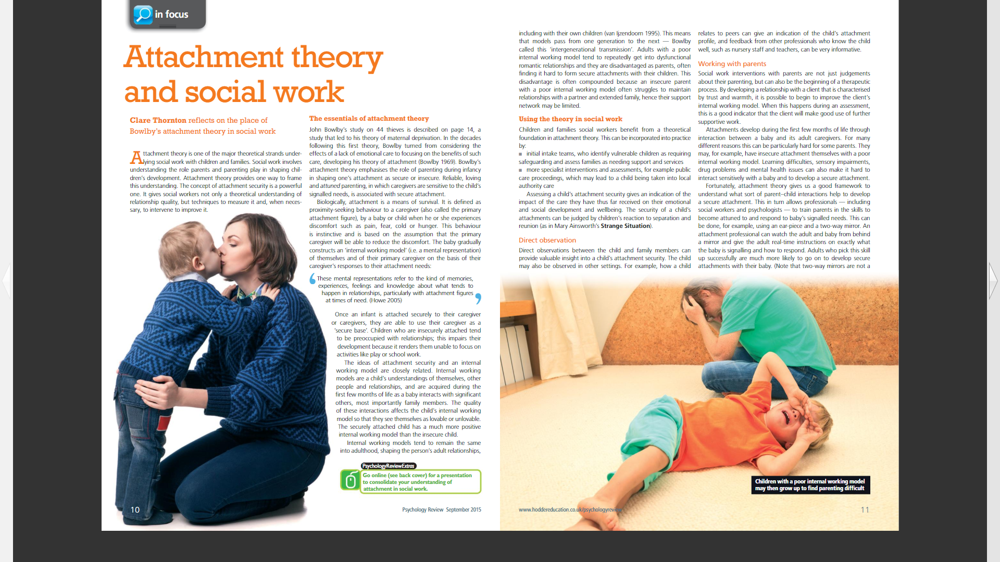 in focus
Attachment theory
and social work
Clare Thornton reflects on the place of
Bowlby's attachment theory in social work
Attachment theory is one of the major theoretical strands under-
lying social work with children and families. Social work involves
understanding the role parents and parenting play in shaping chil-
dren's development. Attachment theory provides one way to frame
this understanding. The concept of attachment security is a powerful
one. It gives social workers not only a theoretical understanding of
relationship quality, but techniques to measure it and, when neces-
sary, to intervene to improve it.
The essentials of attachment theory
John Bowlby's study on 44 thieves is described on page 14, a
study that led to his theory of maternal deprivation. In the decades
following this first theory, Bowlby turned from considering the
effects of a lack of emotional care to focusing on the benefits of such
care, developing his theory of attachment (Bowlby 1969). Bowlby's
attachment theory emphasises the role of parenting during infancy
in shaping one's attachment as secure or insecure. Reliable, loving
and attuned parenting, in which caregivers are sensitive to the child's
signalled needs, is associated with secure attachment.
Biologically, attachment is a means of survival. It is defined as
proximity-seeking behaviour to a caregiver (also called the primary
attachment figure), by a baby or child when he or she experiences
discomfort such as pain, fear, cold or hunger. This behaviour
is instinctive and is based on the assumption that the primary
caregiver will be able to reduce the discomfort. The baby gradually
constructs an 'internal working model' (i.e. a mental representation)
of themselves and of their primary caregiver on the basis of their
caregiver's responses to their attachment needs:
‘These mental representations refer to the kind of memories,
experiences, feelings and knowledge about what tends to
happen in relationships, particularly with attachment figures
at times of need. (Howe 2005)’
Once an infant is attached securely to their caregiver
or caregivers, they are able to use their caregiver as a
'secure base'. Children who are insecurely attached tend
to be preoccupied with relationships; this impairs their
development because it renders them unable to focus on
activities like play or school work.
The ideas of attachment security and an internal
working model are closely related. Internal working
models are a child's understandings of themselves, other
people and relationships, and are acquired during the
first few months of life as a baby interacts with significant
others, most importantly family members. The quality
of these interactions affects the child's internal working
model so that they see themselves as lovable or unlovable.
The securely attached child has a much more positive
internal working model than the insecure child.
Internal working models tend to remain the same
into adulthood, shaping the person's adult relationships,
PsychologyReviewExtras
Go online (see back cover) for a presentation
to consolidate your understanding of
attachment in social work.
10
Psychology Review September 2015
including with their own children (van Ijzendoorn 1995). This means
that models pass from one generation to the next — Bowlby
called this 'intergenerational transmission'. Adults with a poor
internal working model tend to repeatedly get into dysfunctional
romantic relationships and they are disadvantaged as parents, often
finding it hard to form secure attachments with their children. This
disadvantage is often compounded because an insecure parent
with a poor internal working model often struggles to maintain
relationships with a partner and extended family, hence their support
network may be limited.
Using the theory in social work
Children and families social workers benefit from a theoretical
foundation in attachment theory. This can be incorporated into practice
by:
■ initial intake teams, who identify vulnerable children as requiring
safeguarding and assess families as needing support and services
■ more specialist interventions and assessments, for example public
care proceedings, which may lead to a child being taken into local
authority care
Assessing a child's attachment security gives an indication of the
impact of the care they have thus far received on their emotional
and social development and wellbeing. The security of a child's
attachments can be judged by children's reaction to separation and
reunion (as in Mary Ainsworth's Strange Situation).
Direct observation
Direct observations between the child and family members can
provide valuable insight into a child's attachment security. The child
may also be observed in other settings. For example, how a child
relates to peers can give an indication of the child's attachment
profile, and feedback from other professionals who know the child
well, such as nursery staff and teachers, can be very informative.
Working with parents
Social work interventions with parents are not just judgements
about their parenting, but can also be the beginning of a therapeutic
process. By developing a relationship with a client that is characterised
by trust and warmth, it is possible to begin to improve the client's
internal working model. When this happens during an assessment,
this is a good indicator that the client will make good use of further
supportive work.
Attachments develop during the first few months of life through
interaction between a baby and its adult caregivers. For many
different reasons this can be particularly hard for some parents. They
may, for example, have insecure attachment themselves with a poor
internal working model. Learning difficulties, sensory impairments,
drug problems and mental health issues can also make it hard to
interact sensitively with a baby and to develop a secure attachment.
Fortunately, attachment theory gives us a good framework to
understand what sort of parent–child interactions help to develop
a secure attachment. This in turn allows professionals — including
social workers and psychologists — to train parents in the skills to
become attuned to and respond to baby's signalled needs. This can
be done, for example, using an ear-piece and a two-way mirror. An
attachment professional can watch the adult and baby from behind
a mirror and give the adult real-time instructions on exactly what
the baby is signalling and how to respond. Adults who pick this skill
up successfully are much more likely to go on to develop secure
attachments with their baby. (Note that two-way mirrors are not a
Children with a poor internal working model
may then grow up to find parenting difficult
www.hoddereducation.co.uk/psychologyreview
11